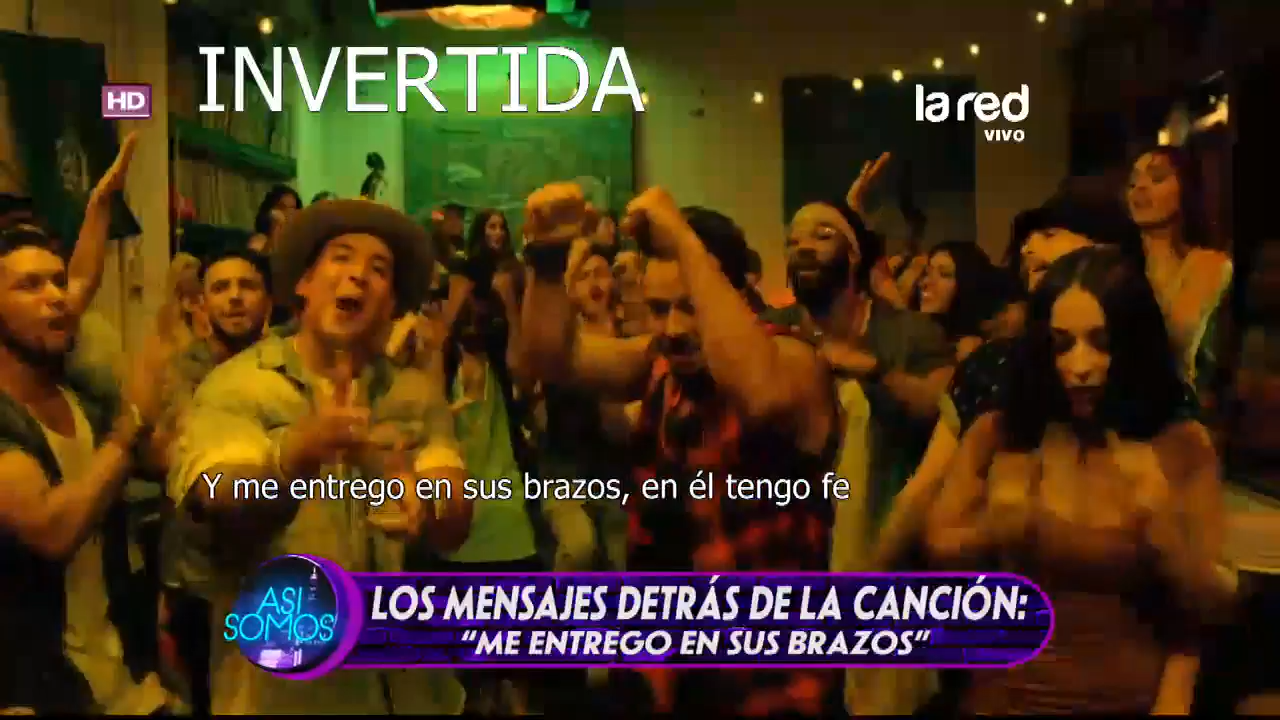 INVERTIDA
HD
la red
VIVO
Y me entrego en sus brazos, en él tengo fe
ASI
SOMOS
LOS MENSAJES DETRÁS DE LA CANCIÓN:
“ME ENTREGO EN SUS BRAZOS”